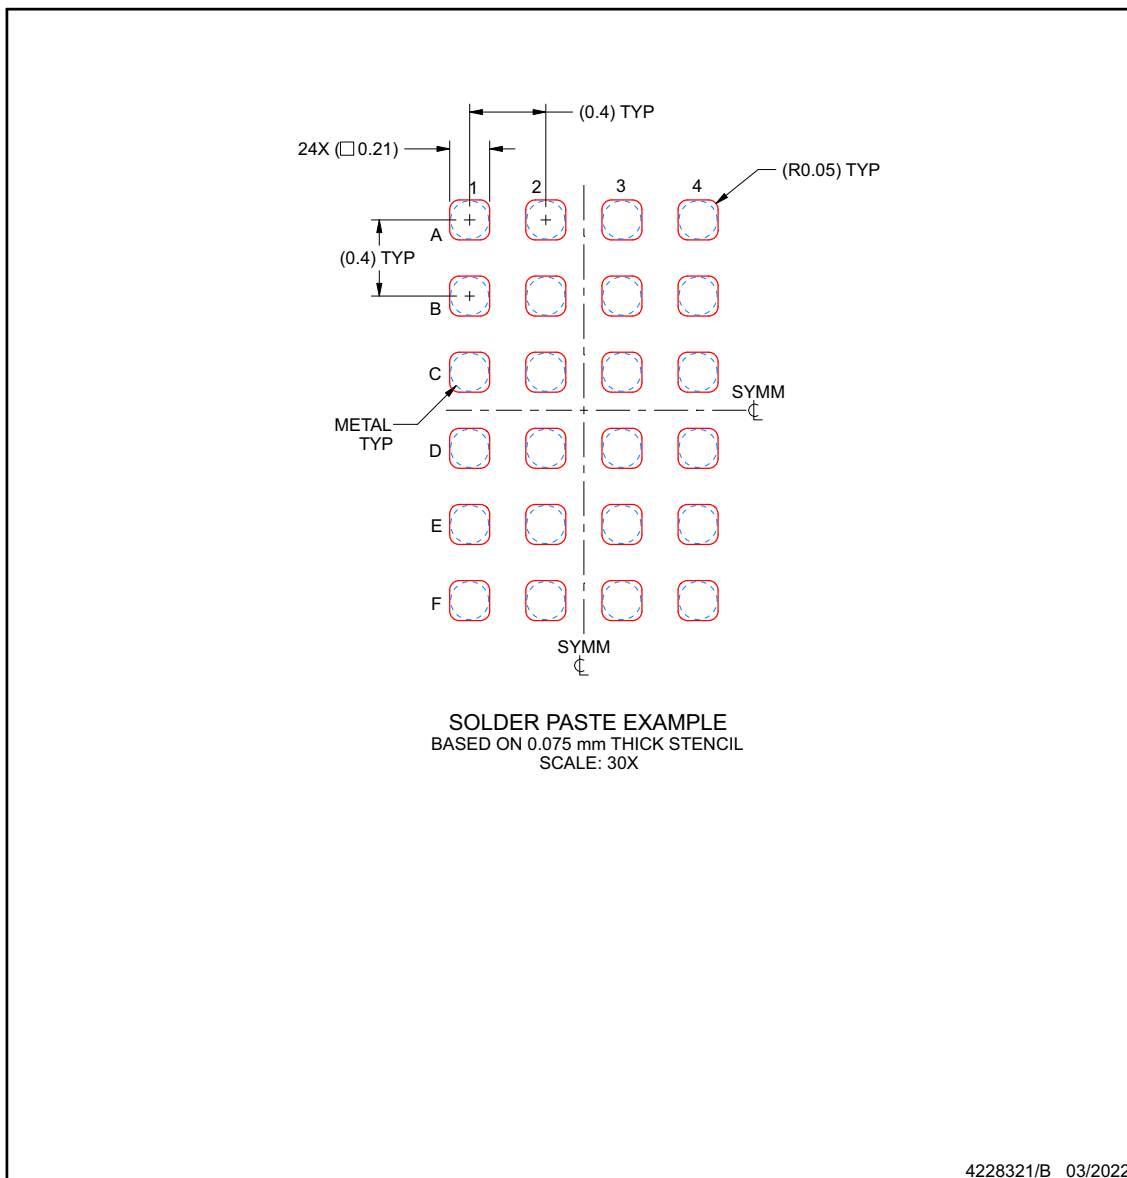 (0.4) TYP
24X (□ 0.21)
(R0.05) TYP
1
2
3
4
A
(0.4) TYP
B
C
SYMM
℄
METAL
TYP
D
E
F
SYMM
℄
SOLDER PASTE EXAMPLE
BASED ON 0.075 mm THICK STENCIL
SCALE: 30X
4228321/B 03/2022